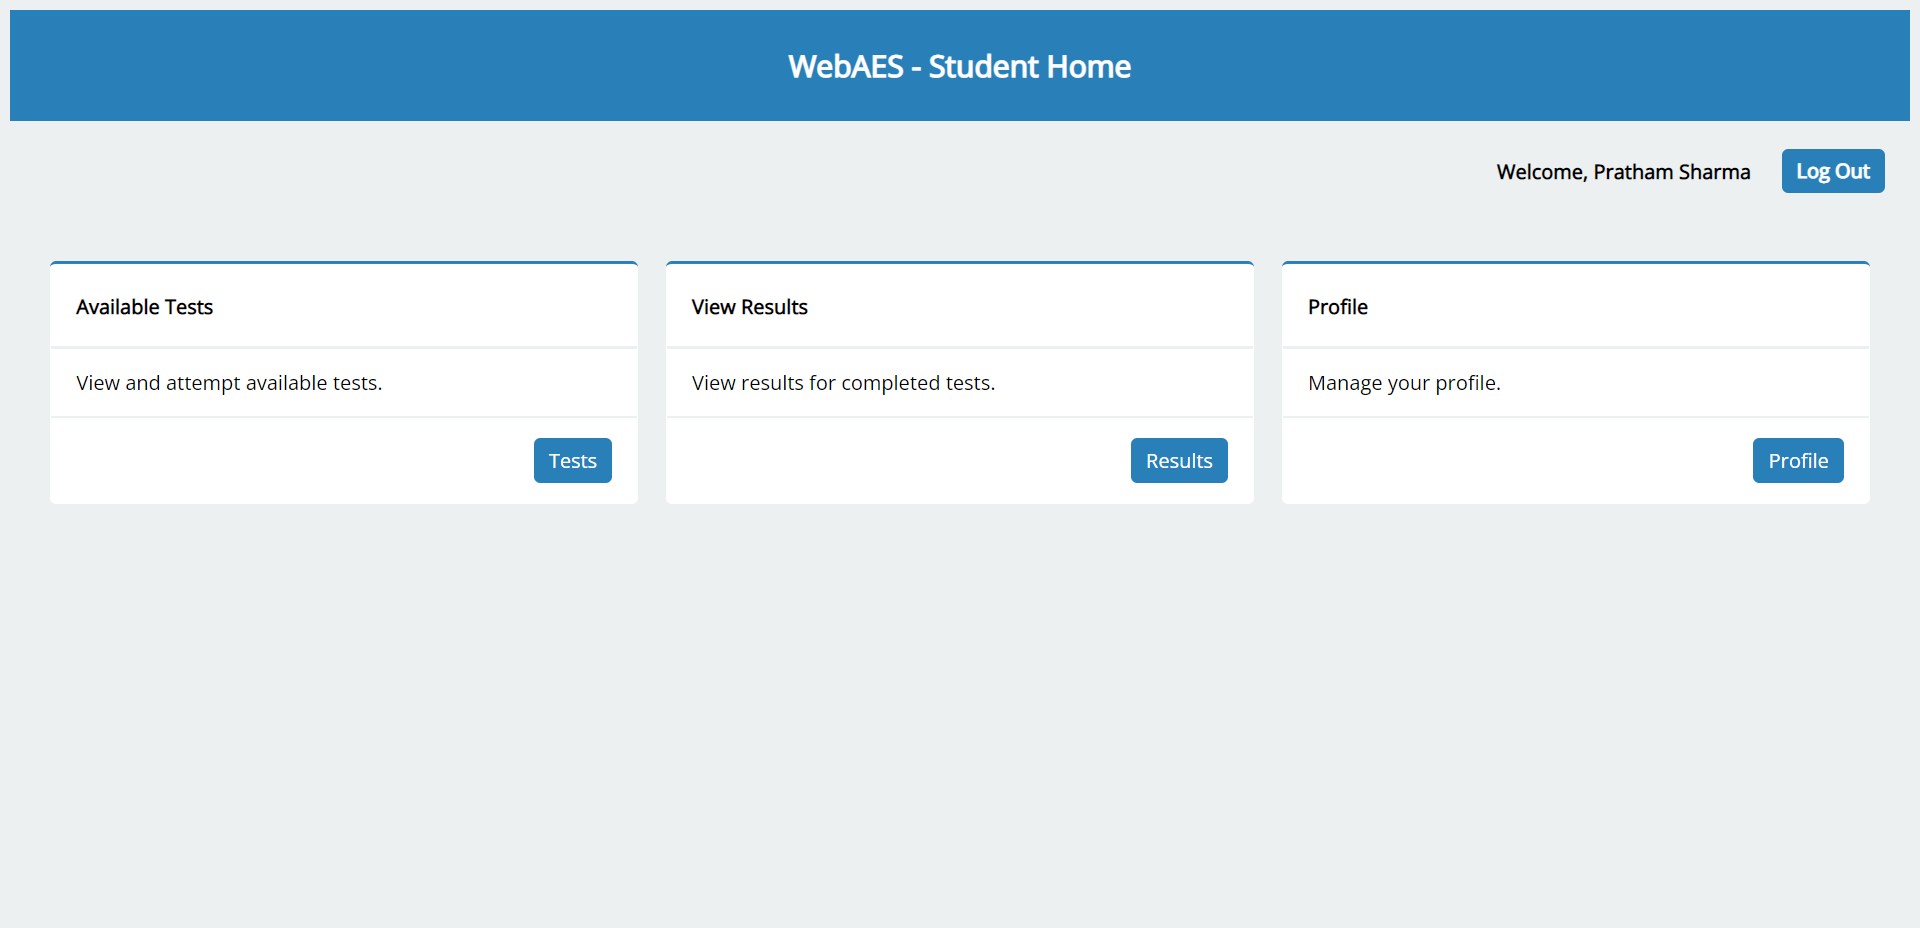 WebAES - Student Home
Welcome, Pratham Sharma
Log Out
Available Tests
View and attempt available tests.
Tests
View Results
View results for completed tests.
Results
Profile
Manage your profile.
Profile